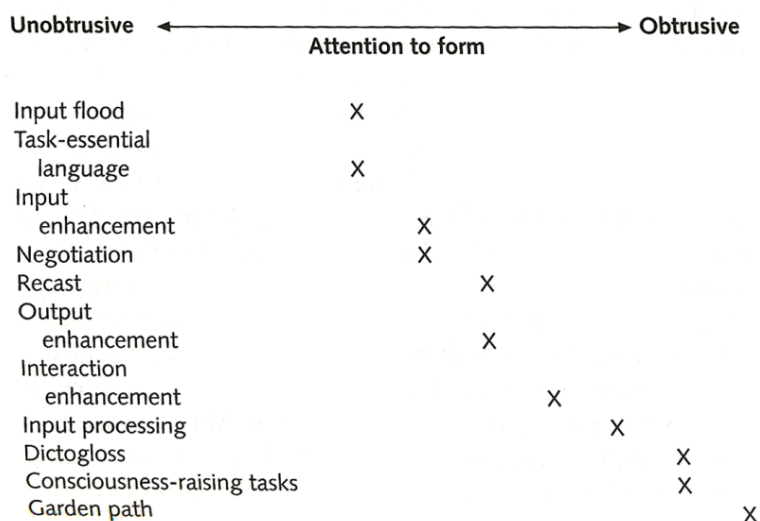 Unobtrusive Obtrusive
Attention to form
Input flood X
Task-essential
language X
Input
enhancement X
Negotiation X
Recast X
Output
enhancement X
Interaction
enhancement X
Input processing X
Dictogloss X
Consciousness-raising tasks X
Garden path X